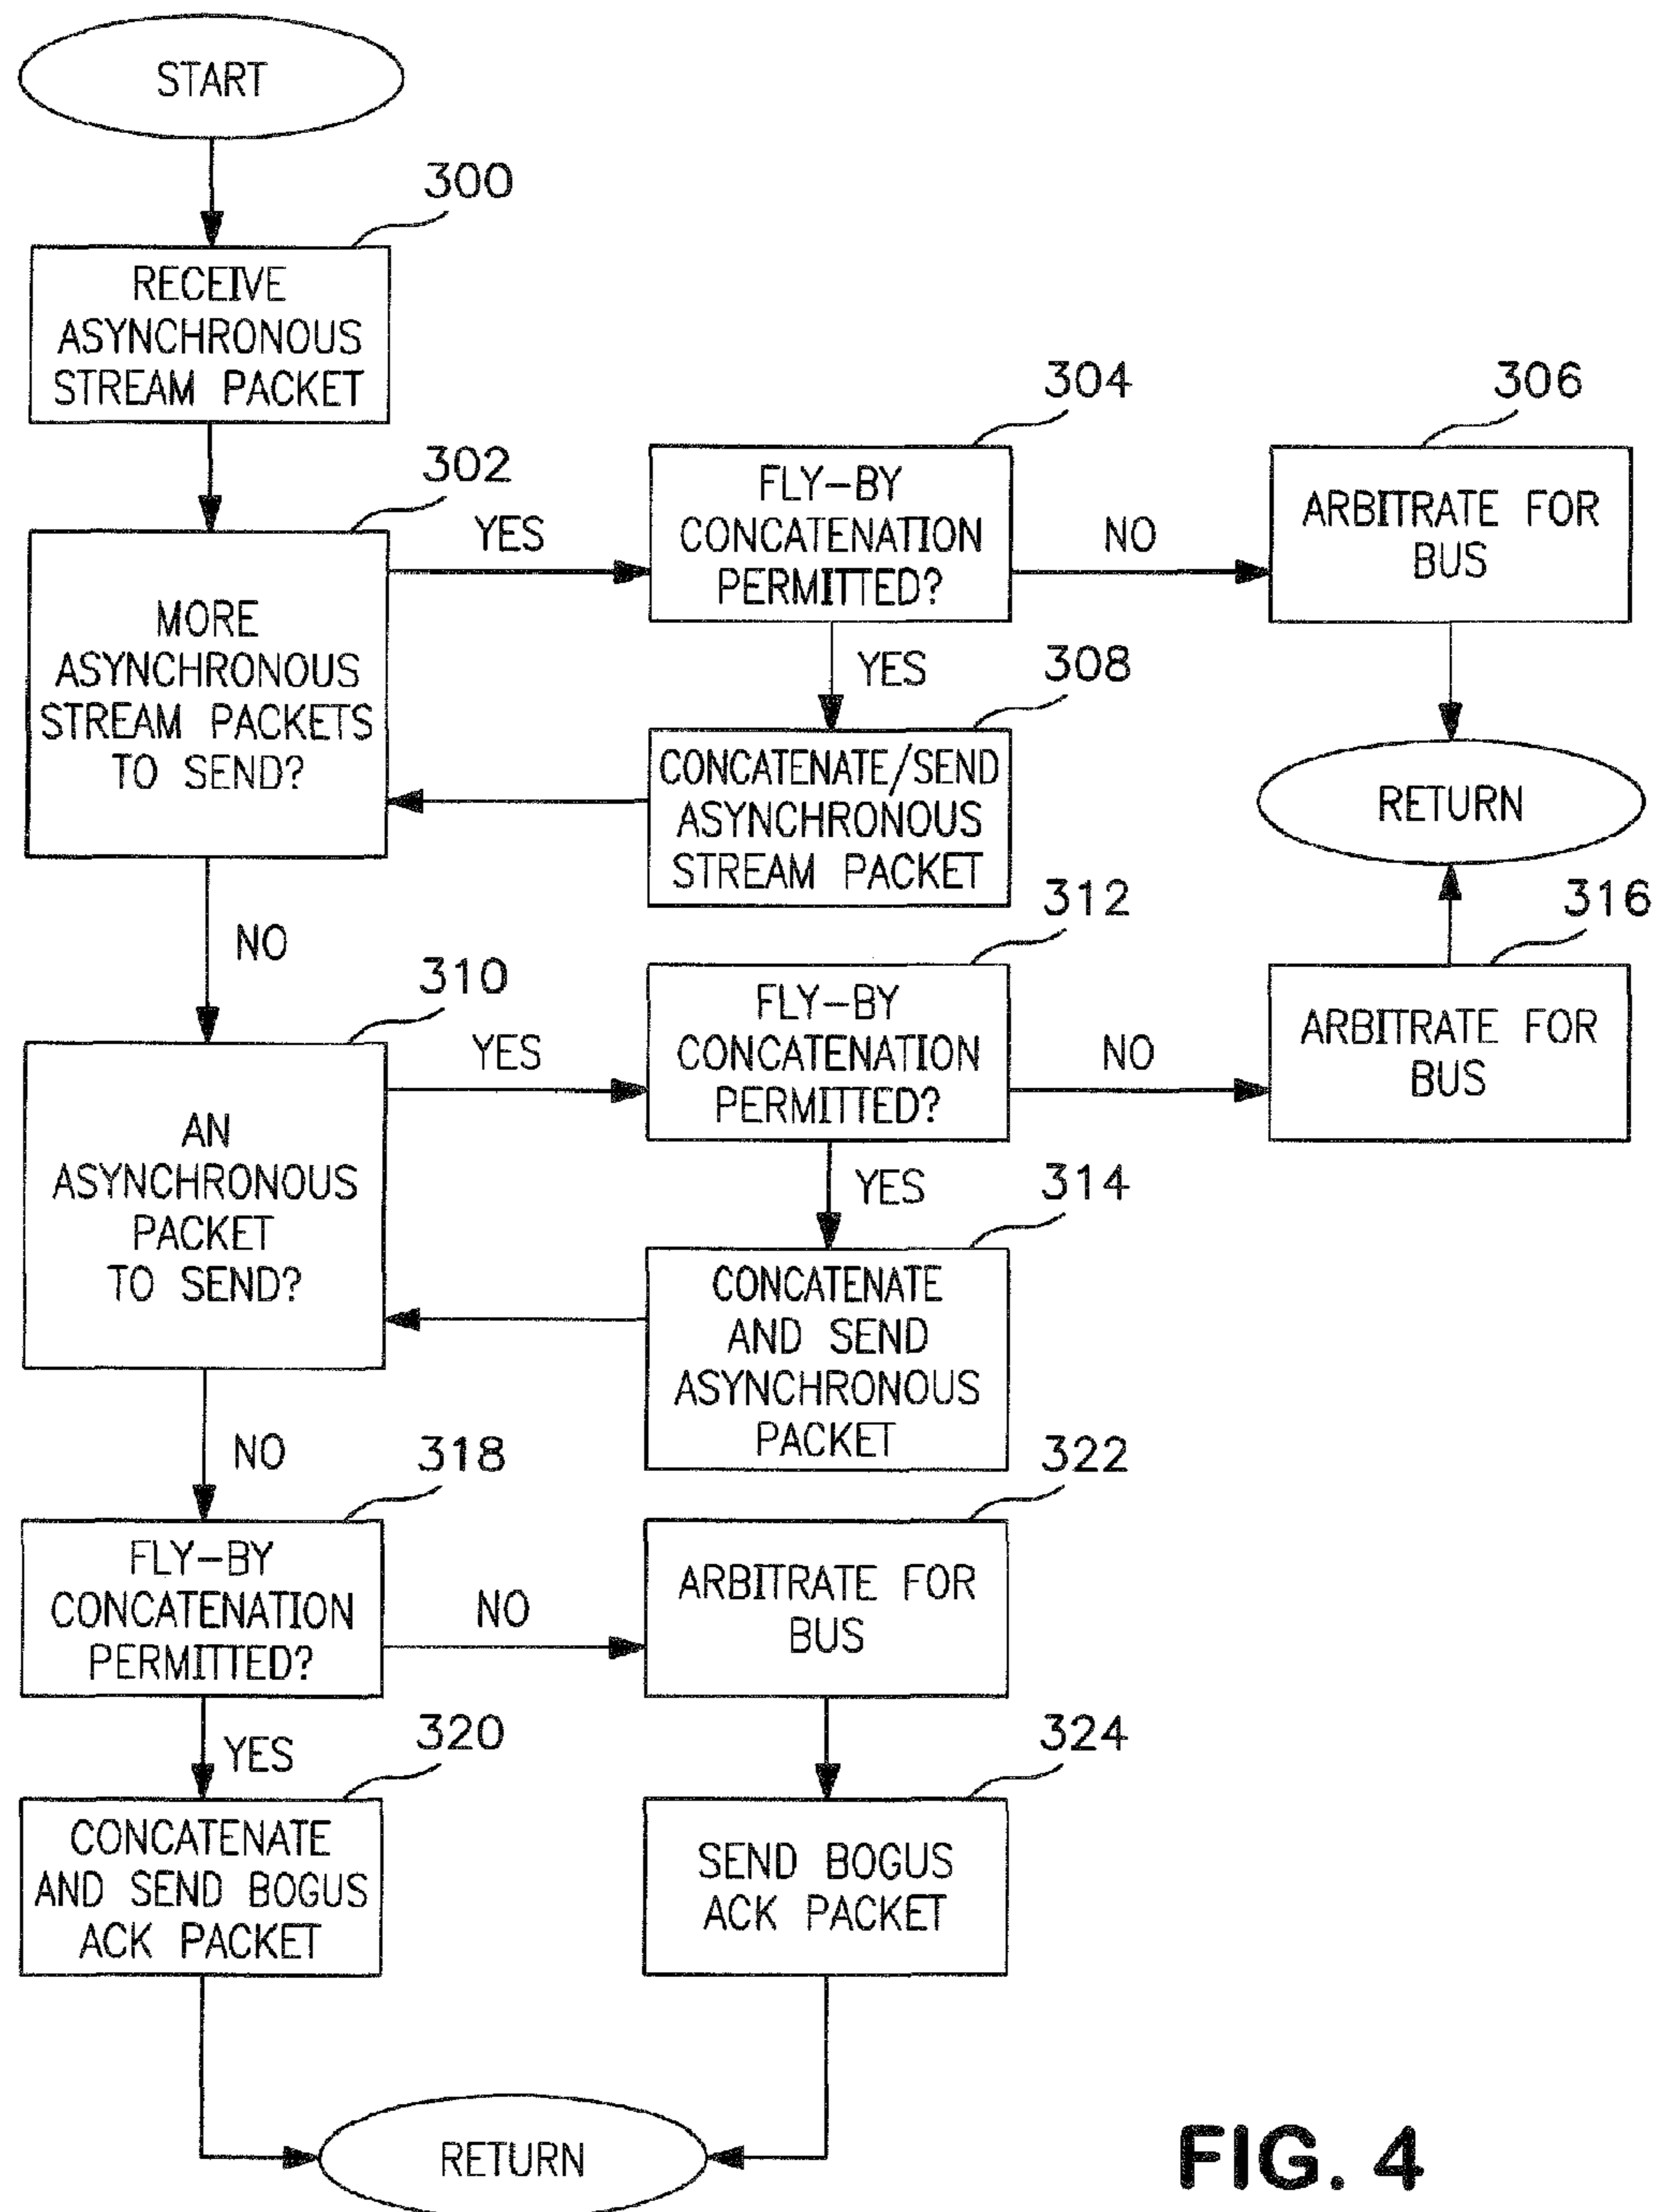 START
300
RECEIVE
ASYNCHRONOUS
STREAM PACKET
302
MORE
ASYNCHRONOUS
STREAM PACKETS
TO SEND?
YES
304
FLY-BY
CONCATENATION
PERMITTED?
NO
306
ARBITRATE FOR
BUS
YES
308
CONCATENATE/SEND
ASYNCHRONOUS
STREAM PACKET
RETURN
NO
310
AN
ASYNCHRONOUS
PACKET
TO SEND?
YES
312
FLY-BY
CONCATENATION
PERMITTED?
NO
316
ARBITRATE FOR
BUS
YES
314
CONCATENATE
AND SEND
ASYNCHRONOUS
PACKET
NO
318
FLY-BY
CONCATENATION
PERMITTED?
NO
322
ARBITRATE FOR
BUS
YES
320
CONCATENATE
AND SEND BOGUS
ACK PACKET
324
SEND BOGUS
ACK PACKET
RETURN
FIG. 4